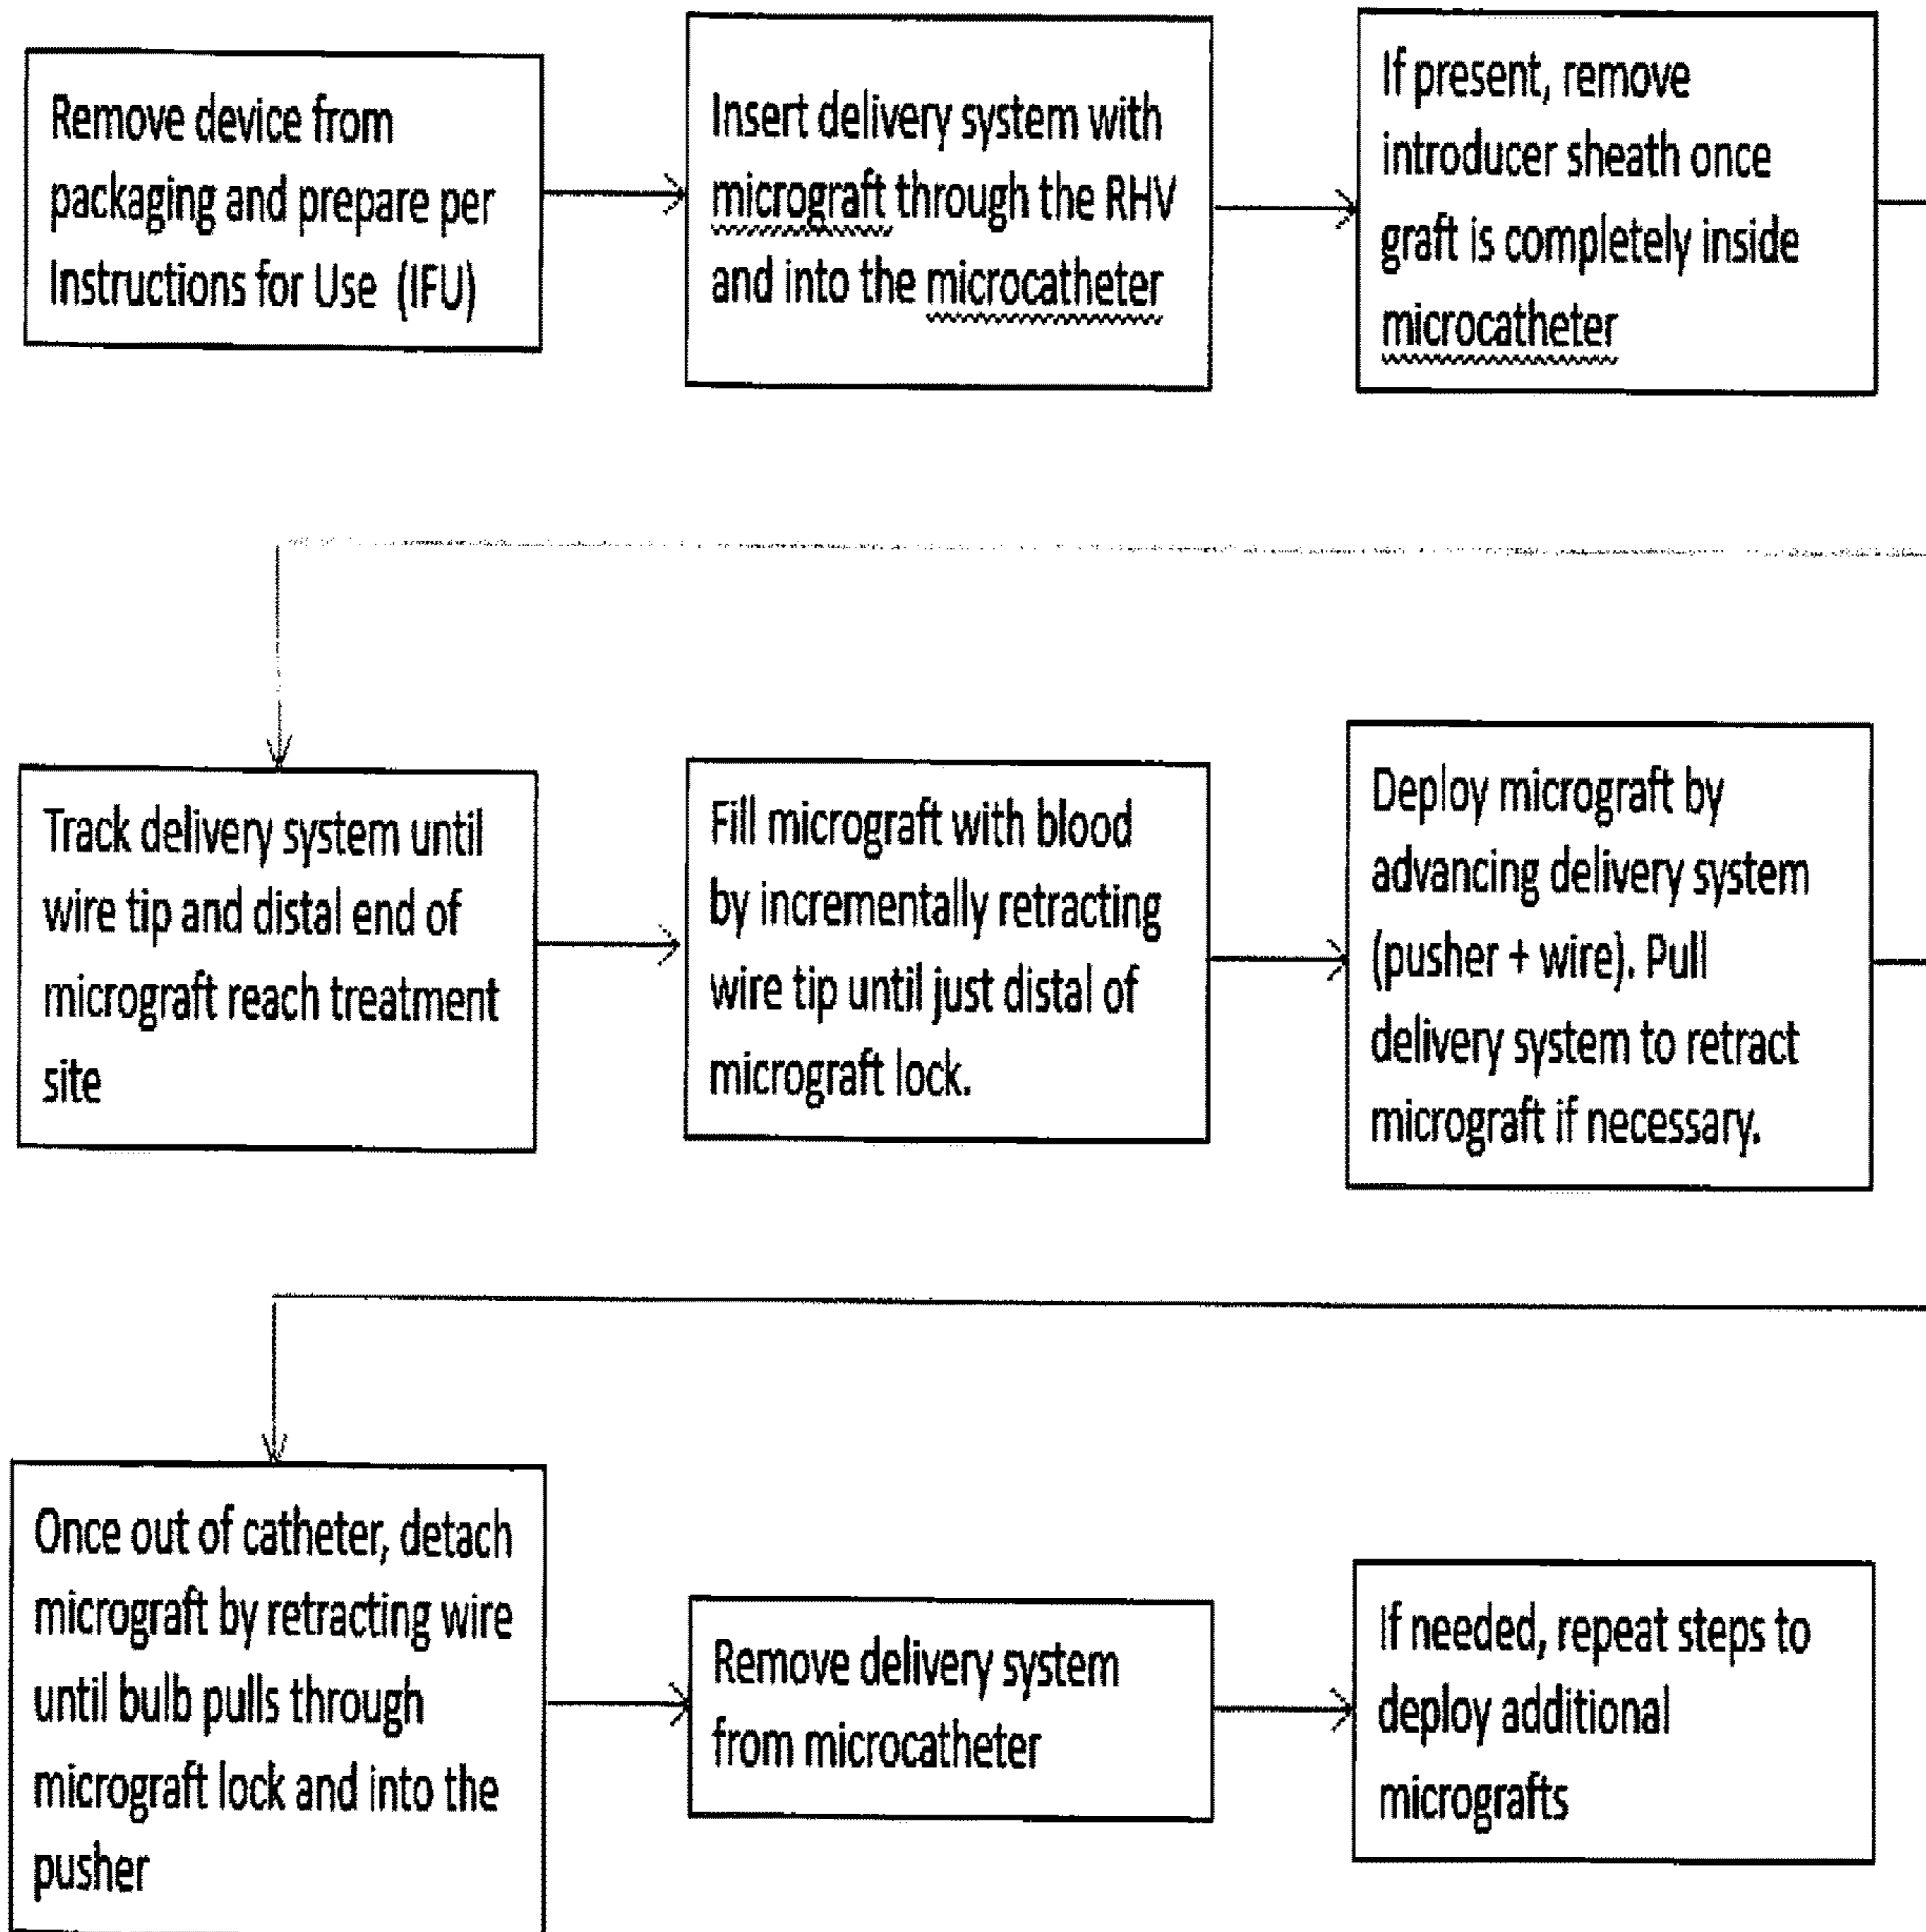 Remove device from
packaging and prepare per
Instructions for Use (IFU)
Insert delivery system with
micrograft through the RHV
and into the microcatheter
If present, remove
introducer sheath once
graft is completely inside
microcatheter
Track delivery system until
wire tip and distal end of
micrograft reach treatment
site
Fill micrograft with blood
by incrementally retracting
wire tip until just distal of
micrograft lock.
Deploy micrograft by
advancing delivery system
(pusher + wire). Pull
delivery system to retract
micrograft if necessary.
Once out of catheter, detach
micrograft by retracting wire
until bulb pulls through
micrograft lock and into the
pusher
Remove delivery system
from microcatheter
If needed, repeat steps to
deploy additional
micrografts